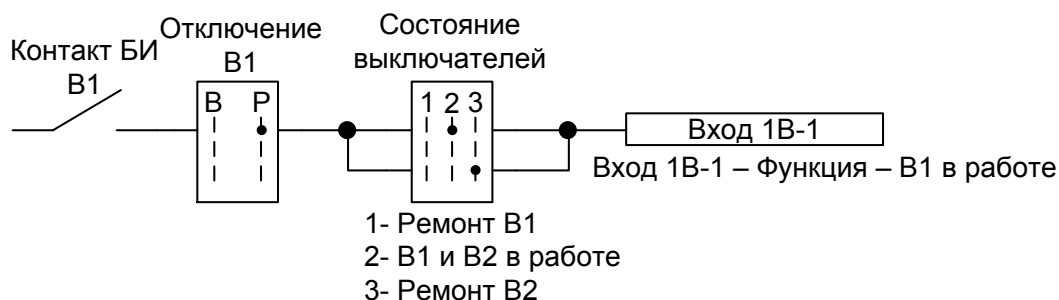 Контакт БИ
В1
Отключение
В1
Состояние
выключателей
В Р
1 2 3
Вход 1В-1
Вход 1В-1 – Функция – В1 в работе
1- Ремонт В1
2- В1 и В2 в работе
3- Ремонт В2